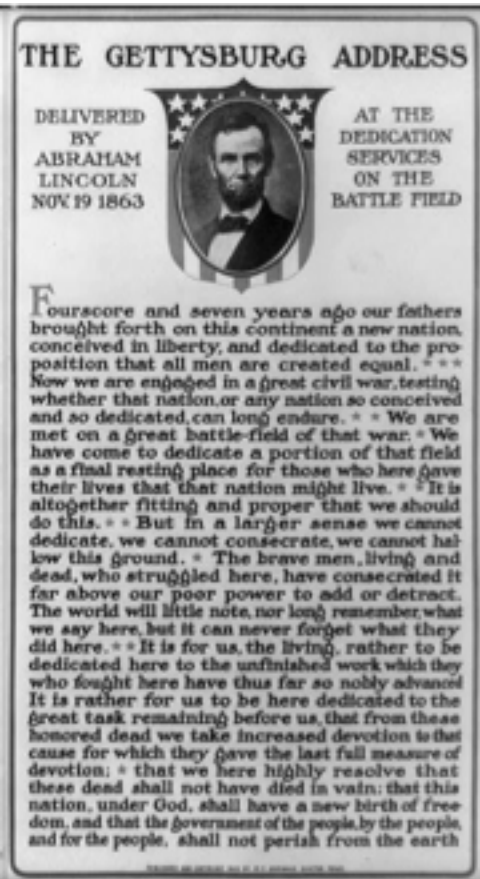 THE GETTYSBURG ADDRESS
DELIVERED
BY
ABRAHAM
LINCOLN
NOV. 19 1863
AT THE
DEDICATION
SERVICES
ON THE
BATTLE FIELD
Fourscore and seven years ago our fathers
brought forth on this continent a new nation,
conceived in liberty, and dedicated to the pro-
position that all men are created equal. * * *
Now we are engaged in a great civil war, testing
whether that nation, or any nation so conceived
and so dedicated, can long endure. * * We are
met on a great battle-field of that war. * We
have come to dedicate a portion of that field
as a final resting place for those who here gave
their lives that that nation might live. * * It is
altogether fitting and proper that we should
do this. * * But in a larger sense we cannot
dedicate, we cannot consecrate, we cannot hal-
low this ground. * The brave men, living and
dead, who struggled here, have consecrated it
far above our poor power to add or detract.
The world will little note, nor long remember, what
we say here, but it can never forget what they
did here. * * It is for us, the living, rather to be
dedicated here to the unfinished work which they
who fought here have thus far so nobly advanced
It is rather for us to be here dedicated to the
great task remaining before us, that from these
honored dead we take increased devotion to that
cause for which they gave the last full measure of
devotion; * that we here highly resolve that
these dead shall not have died in vain; that this
nation, under God, shall have a new birth of free-
dom, and that the government of the people, by the people,
and for the people, shall not perish from the earth